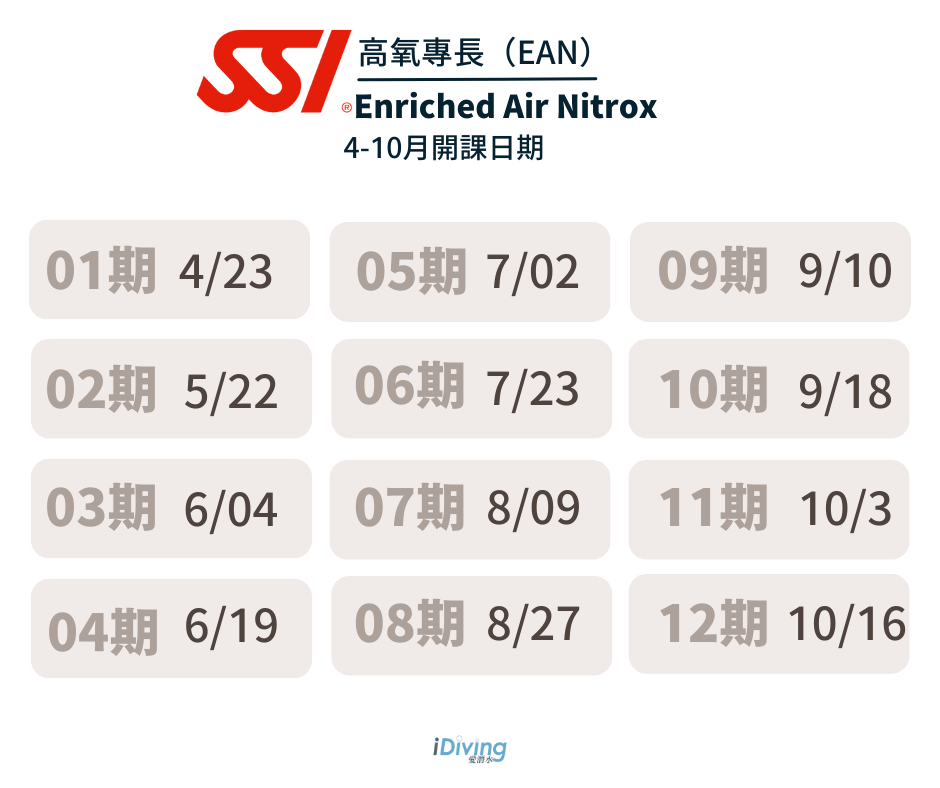 SSI
®
高氧專長（EAN）
Enriched Air Nitrox
4-10月開課日期
01期 4/23
02期 5/22
03期 6/04
04期 6/19
05期 7/02
06期 7/23
07期 8/09
08期 8/27
09期 9/10
10期 9/18
11期 10/3
12期 10/16
iDiving
愛潛水